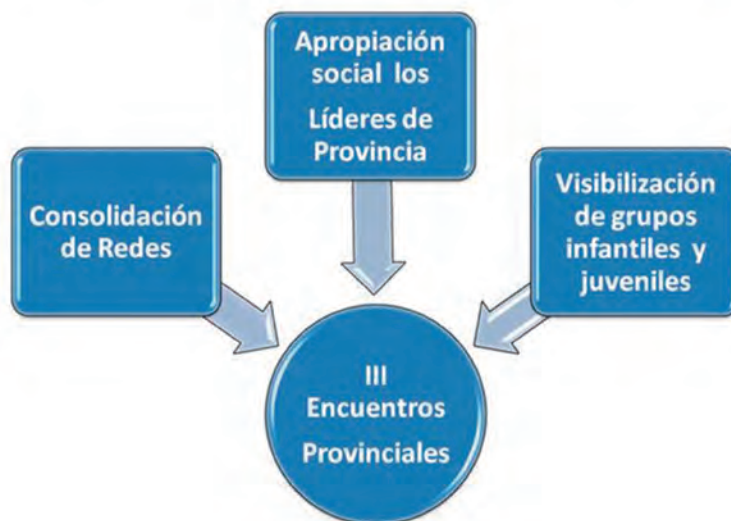 Apropiación
social los
Líderes de
Provincia
Consolidación
de Redes
Visibilización
de grupos
infantiles y
juveniles
III
Encuentros
Provinciales